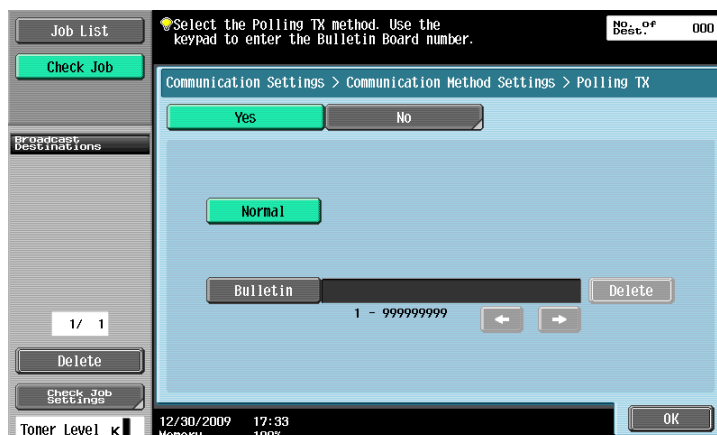 Job List
Check Job
Select the Polling TX method. Use the
keypad to enter the Bulletin Board number.
No. of
Dest.
000
Communication Settings > Communication Method Settings > Polling TX
Yes
No
Broadcast
Destinations
Normal
Bulletin
Delete
1 - 999999999
← →
1/ 1
Delete
Check Job
Settings
Toner Level K
12/30/2009 17:33
Memory 100%
OK